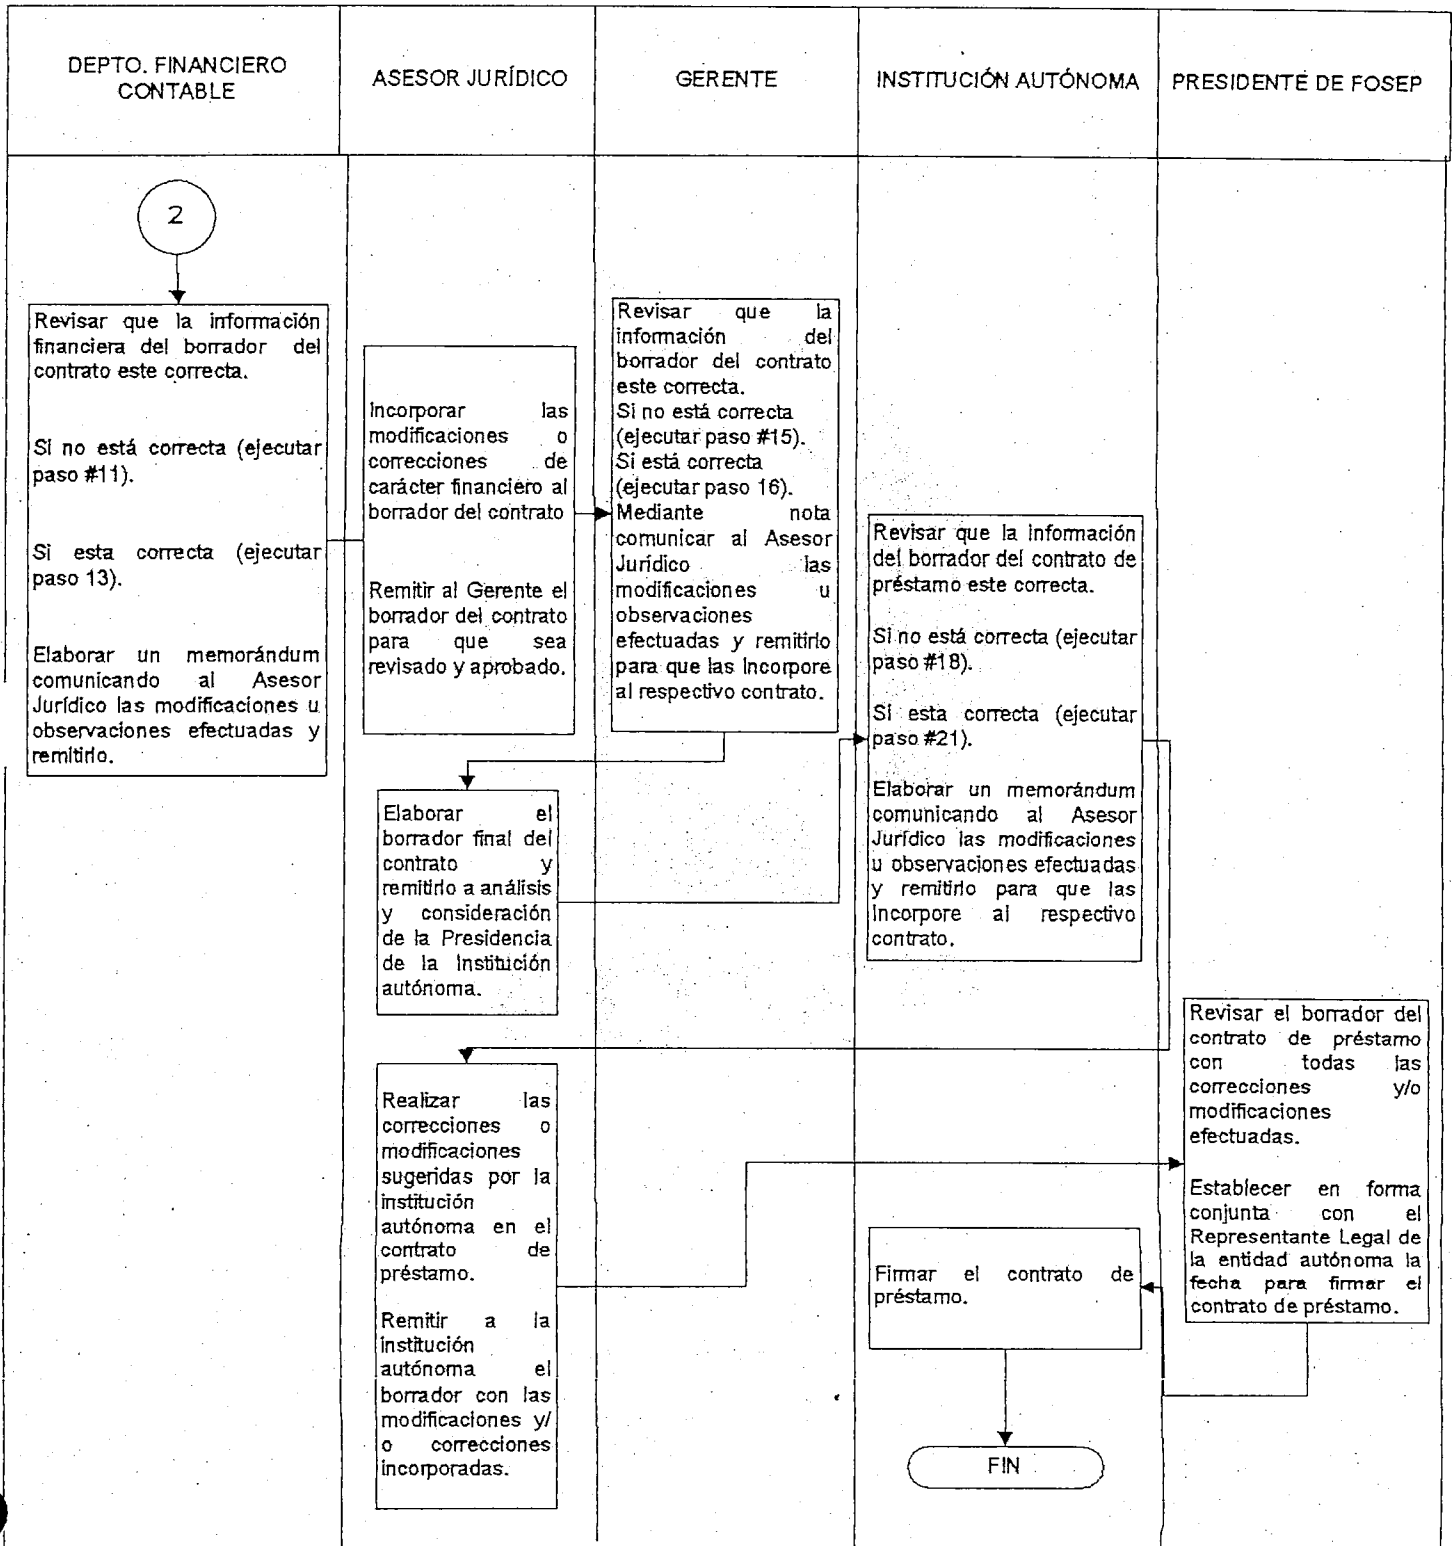 DEPTO. FINANCIERO
CONTABLE
ASESOR JURÍDICO
GERENTE
INSTITUCIÓN AUTÓNOMA
PRESIDENTE DE FOSEP
2
Revisar que la información
financiera del borrador del
contrato este correcta.
Si no está correcta (ejecutar
paso #11).
Si esta correcta (ejecutar
paso 13).
Elaborar un memorándum
comunicando al Asesor
Jurídico las modificaciones u
observaciones efectuadas y
remitirlo.
Incorporar las
modificaciones o
correcciones de
carácter financiero al
borrador del contrato
Remitir al Gerente el
borrador del contrato
para que sea
revisado y aprobado.
Revisar que la
información del
borrador del contrato
este correcta.
Si no está correcta
(ejecutar paso #15).
Si está correcta
(ejecutar paso 16).
Mediante nota
comunicar al Asesor
Jurídico las
modificaciones u
observaciones
efectuadas y remitirlo
para que las Incorpore
al respectivo contrato.
Revisar que la Información
del borrador del contrato de
préstamo este correcta.
Si no está correcta (ejecutar
paso #18).
Si esta correcta (ejecutar
paso #21).
Elaborar un memorándum
comunicando al Asesor
Jurídico las modificaciones
u observaciones efectuadas
y remitirlo para que las
Incorpore al respectivo
contrato.
Elaborar el
borrador final del
contrato y
remitirlo a análisis
y consideración
de la Presidencia
de la Institución
autónoma.
Revisar el borrador del
contrato de préstamo
con todas las
correcciones y/o
modificaciones
efectuadas.
Establecer en forma
conjunta con el
Representante Legal de
la entidad autónoma la
fecha para firmar el
contrato de préstamo.
Realizar las
correcciones o
modificaciones
sugeridas por la
institución
autónoma en el
contrato de
préstamo.
Remitir a la
institución
autónoma el
borrador con las
modificaciones y/
o correcciones
incorporadas.
Firmar el contrato de
préstamo.
FIN